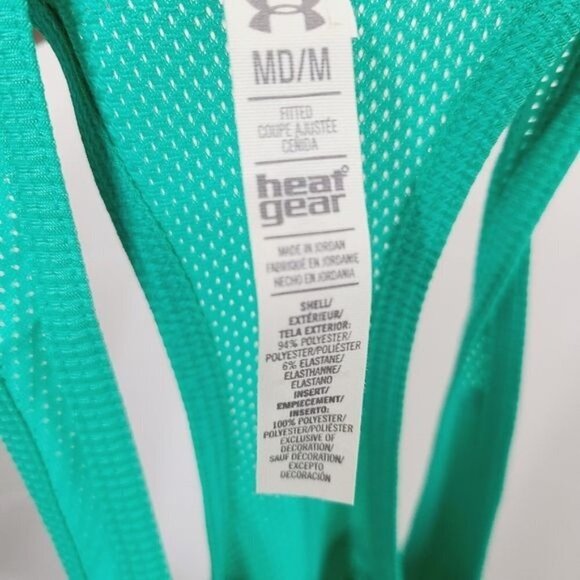 MD/M
FITTED
COUPE AJUSTÉE
CEÑIDA
heat
gear
MADE IN JORDAN
FABRIQUÉ EN JORDANIE
HECHO EN JORDANIA
SHELL/
EXTÉRIEUR/
TELA EXTERIOR:
94% POLYESTER/
POLYESTER/POLIÉSTER
6% ELASTANE/
ELASTHANNE/
ELASTANO
INSERT/
EMPIECEMENT/
INSERTO:
100% POLYESTER/
POLYESTER/POLIÉSTER
EXCLUSIVE OF
DECORATION/
SAUF DÉCORATION/
EXCEPTO
DECORACIÓN